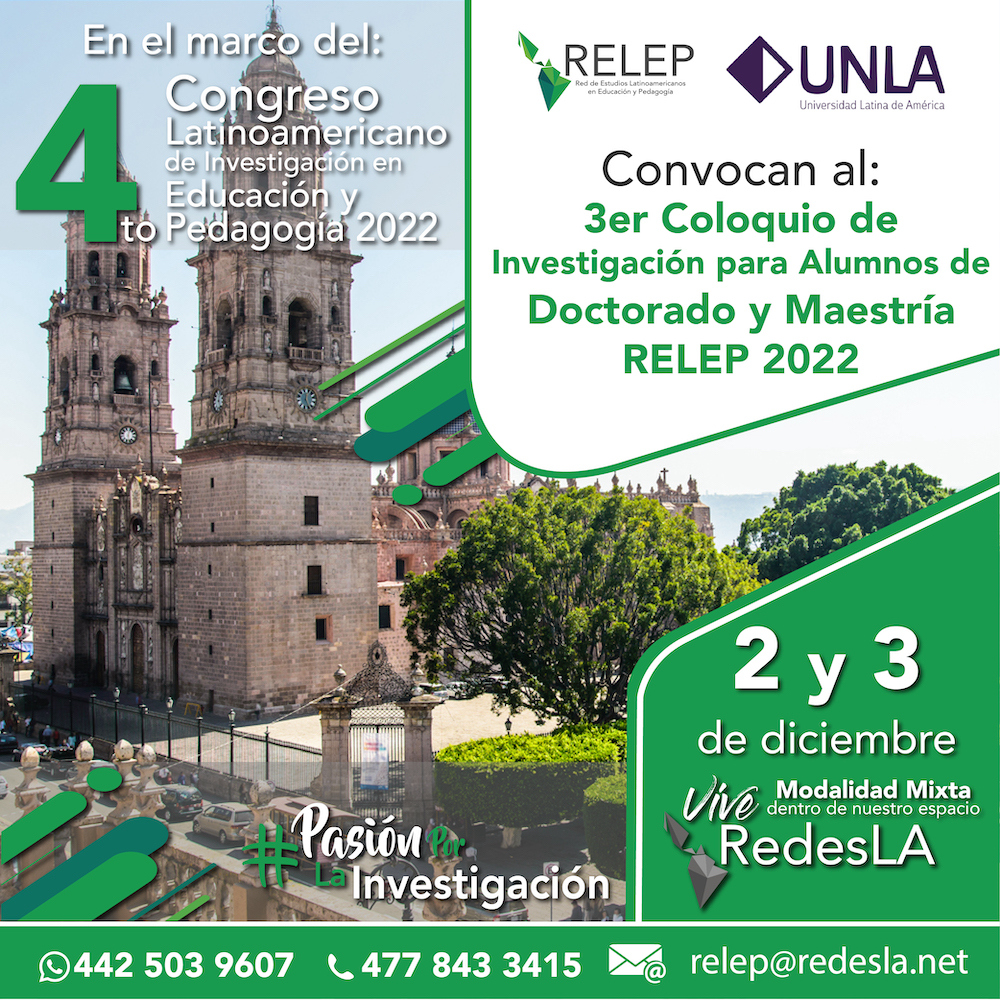 En el marco del:
4to
Congreso
Latinoamericano
de Investigación en
Educación y
Pedagogía 2022
RELEP
Red de Estudios Latinoamericanos
en Educación y Pedagogía
UNLA
Universidad Latina de América
Convocan al:
3er Coloquio de
Investigación para Alumnos de
Doctorado y Maestría
RELEP 2022
2 y 3
de diciembre
Vive Modalidad Mixta
dentro de nuestro espacio
RedesLA
#Pasión Por
La Investigación
442 503 9607
477 843 3415
@
relep@redesla.net